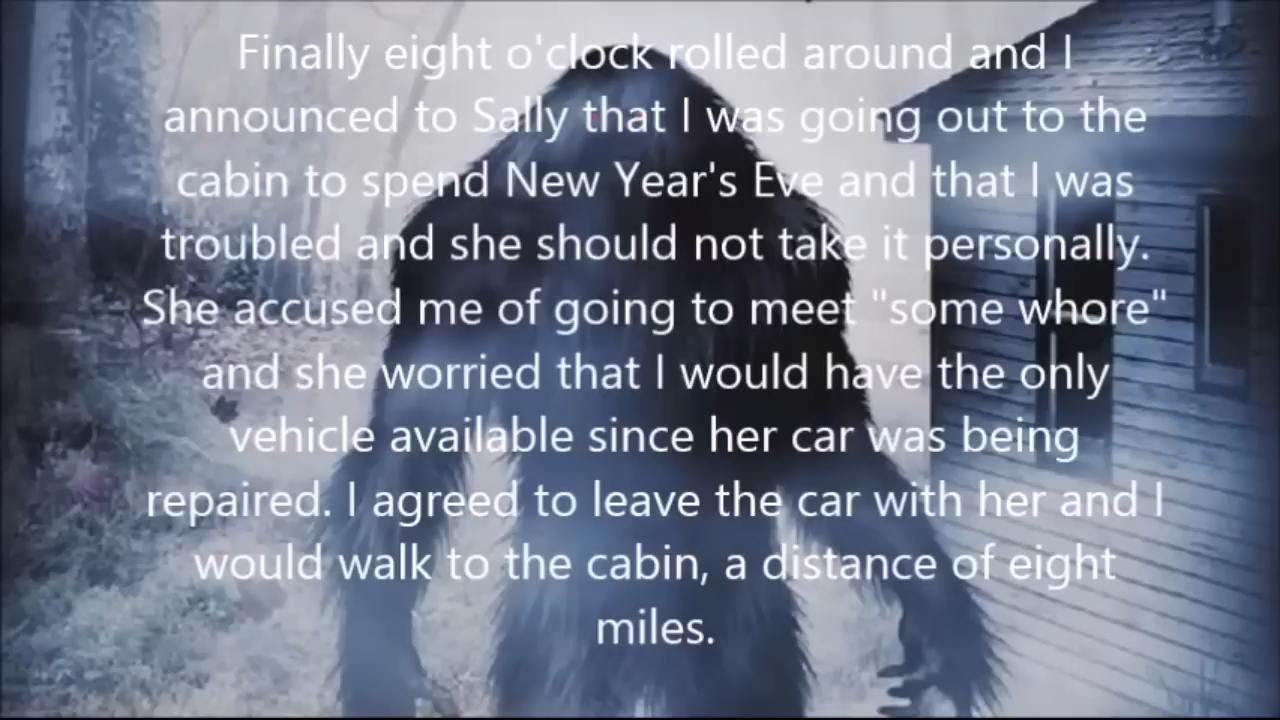 Finally eight o'clock rolled around and I
announced to Sally that I was going out to the
cabin to spend New Year's Eve and that I was
troubled and she should not take it personally.
She accused me of going to meet "some whore"
and she worried that I would have the only
vehicle available since her car was being
repaired. I agreed to leave the car with her and I
would walk to the cabin, a distance of eight
miles.